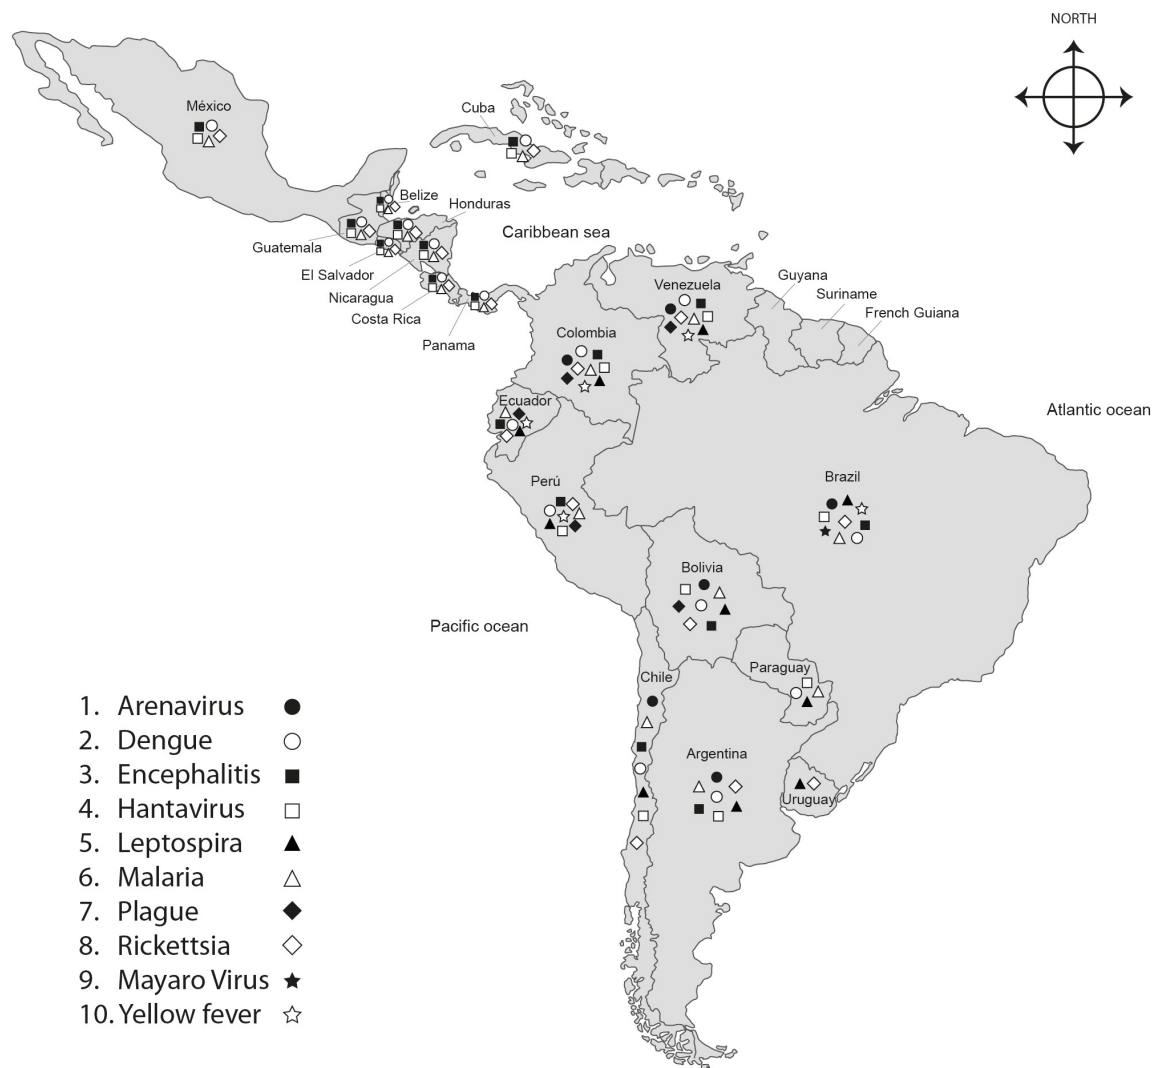 NORTH
México
Cuba
Belize
Honduras
Guatemala
Caribbean sea
El Salvador
Nicaragua
Costa Rica
Panama
Venezuela
Guyana
Suriname
French Guiana
Colombia
Ecuador
Atlantic ocean
Perú
Brazil
Bolivia
Pacific ocean
Paraguay
Chile
Argentina
Uruguay
1. Arenavirus
2. Dengue
3. Encephalitis
4. Hantavirus
5. Leptospira
6. Malaria
7. Plague
8. Rickettsia
9. Mayaro Virus
10. Yellow fever